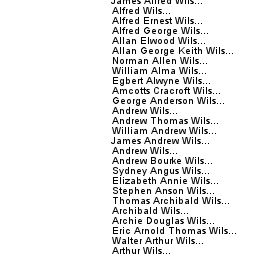 James Alfred Wils...
Alfred Wils...
Alfred Ernest Wils...
Alfred George Wils...
Allan Elwood Wils...
Allan George Keith Wils...
Norman Allen Wils...
William Alma Wils...
Egbert Alwyne Wils...
Amcotts Cracroft Wils...
George Anderson Wils...
Andrew Wils...
Andrew Thomas Wils...
William Andrew Wils...
James Andrew Wils...
Andrew Wils...
Andrew Bourke Wils...
Sydney Angus Wils...
Elizabeth Annie Wils...
Stephen Anson Wils...
Thomas Archibald Wils...
Archibald Wils...
Archie Douglas Wils...
Eric Arnold Thomas Wils...
Walter Arthur Wils...
Arthur Wils...